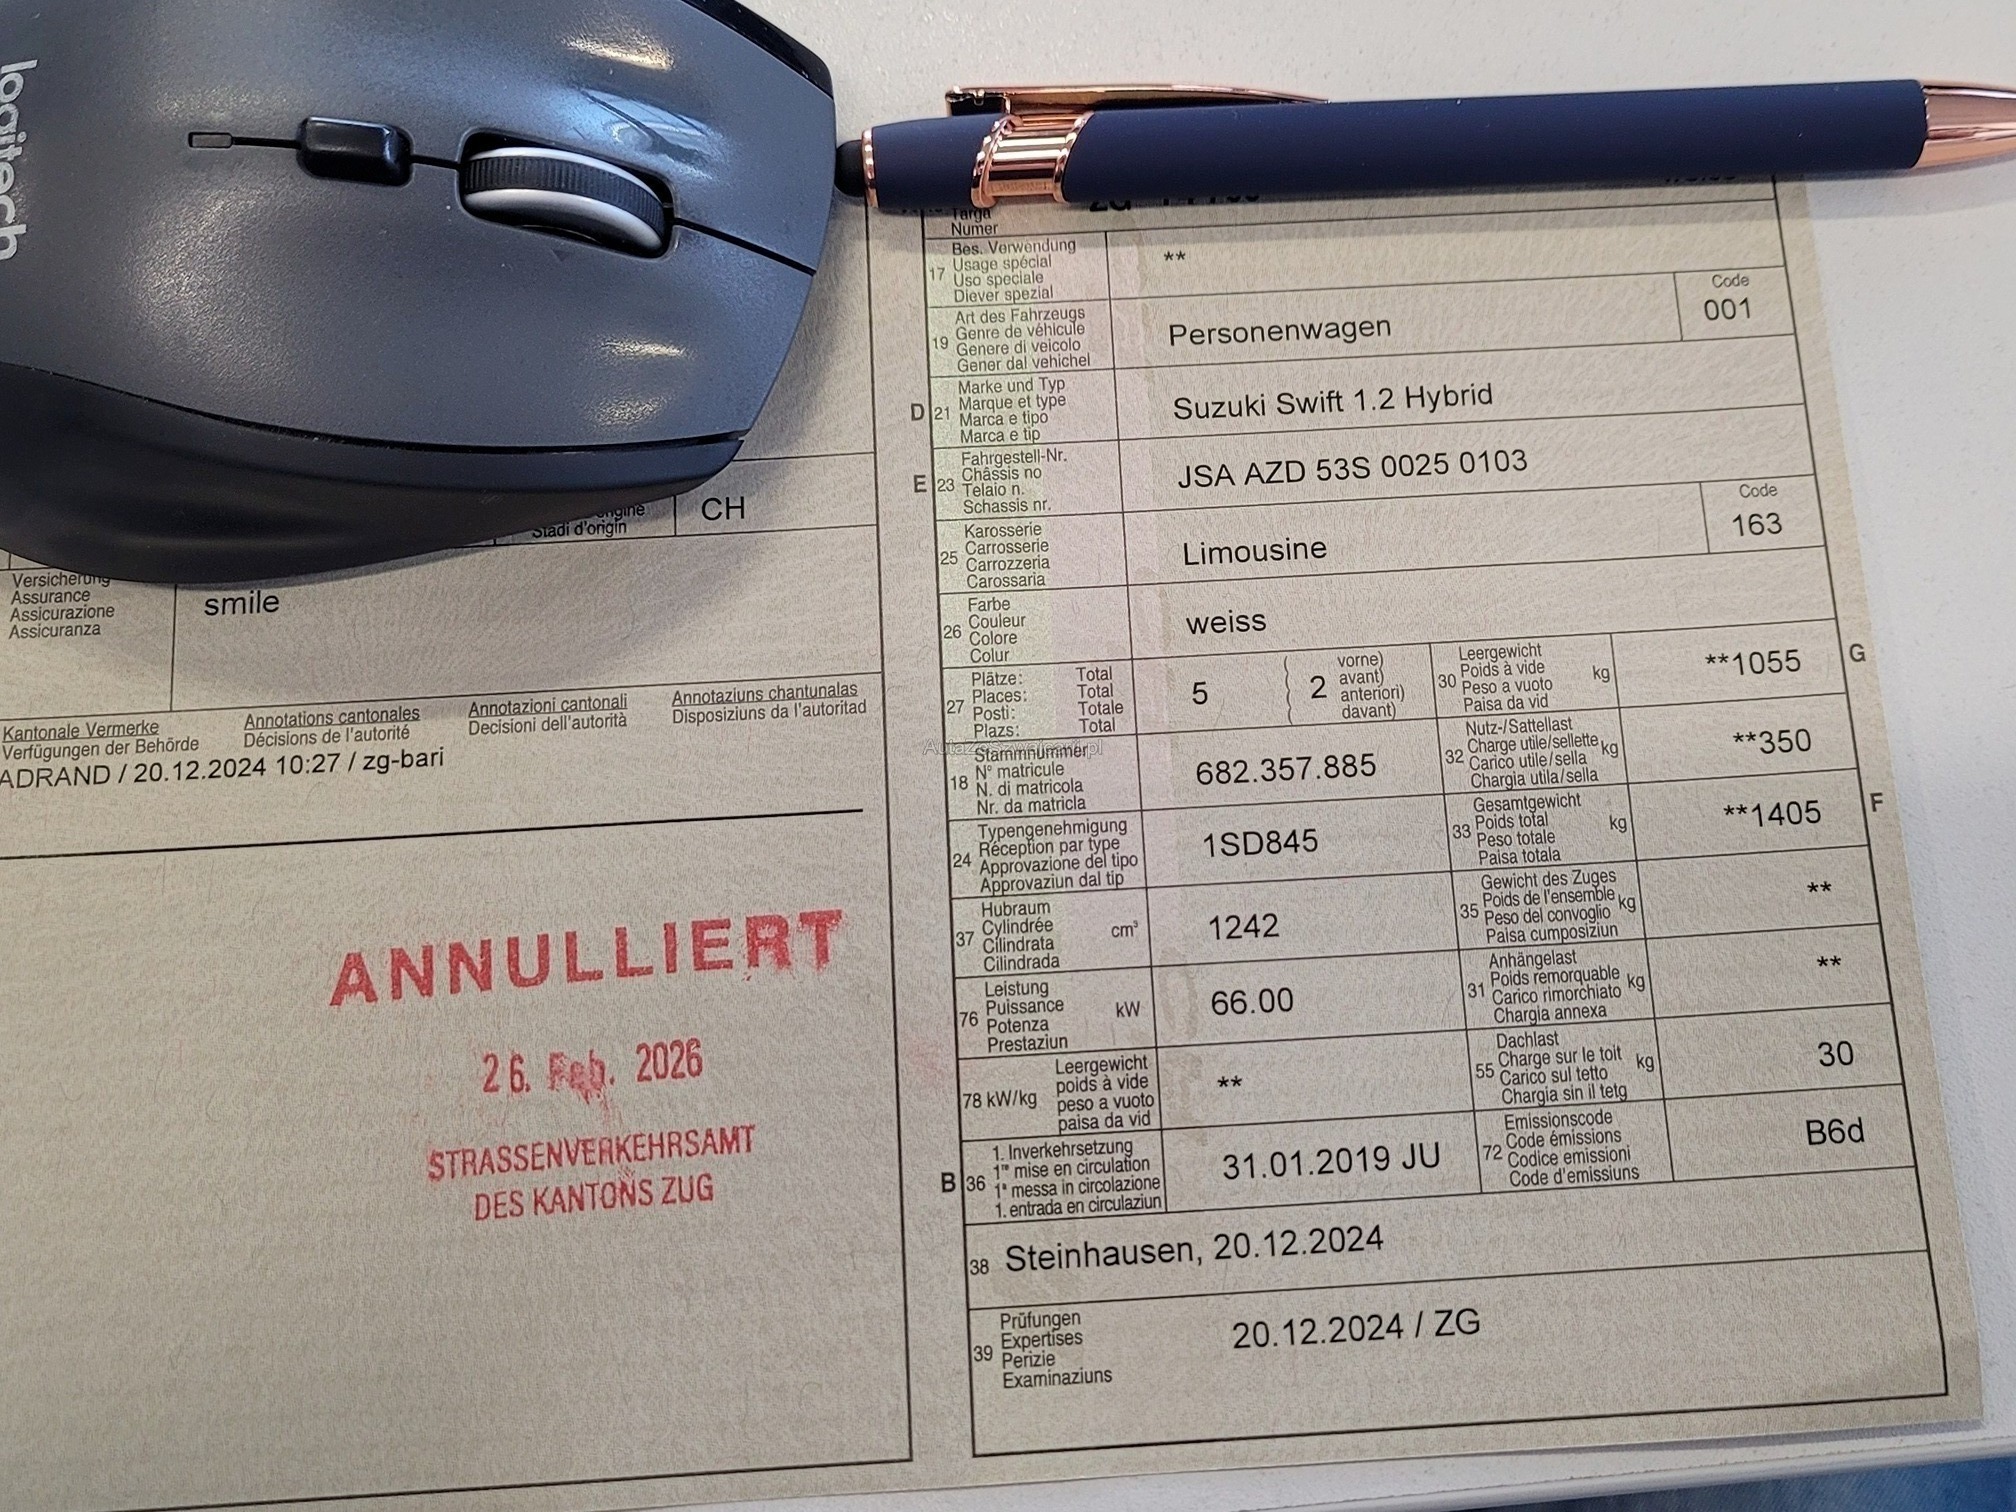 logitech
Targa
Numer
17 Bes. Verwendung
Usage spécial
Uso speciale
Diever spezial
**
19 Art des Fahrzeugs
Genre de véhicule
Genere di veicolo
Gener dal vehichel
Personenwagen
Code
001
D 21 Marke und Typ
Marque et type
Marca e tipo
Marca e tip
Suzuki Swift 1.2 Hybrid
E 23 Fahrgestell-Nr.
Châssis no
Telaio n.
Schassis nr.
JSA AZD 53S 0025 0103
25 Karosserie
Carrosserie
Carrozzeria
Carossaria
Limousine
Code
163
26 Farbe
Couleur
Colore
Colur
weiss
27 Plätze: Total
Places: Total
Posti: Totale
Plazs: Total
5
2
vorne)
avant)
anteriori)
davant)
30 Leergewicht
Poids à vide kg
Peso a vuoto
Paisa da vid
**1055
G
18 Stammnummer
N° matricule
N. di matricola
Nr. da matricla
682.357.885
32 Nutz-/Sattellast
Charge utile/sellette kg
Carico utile/sella
Chargia utila/sella
**350
24 Typengenehmigung
Réception par type
Approvazione del tipo
Approvaziun dal tip
1SD845
33 Gesamtgewicht
Poids total kg
Peso totale
Paisa totala
**1405
F
37 Hubraum
Cylindrée cm³
Cilindrata
Cilindrada
1242
35 Gewicht des Zuges
Poids de l'ensemble kg
Peso del convoglio
Paisa cumposiziun
**
76 Leistung
Puissance kW
Potenza
Prestaziun
66.00
31 Anhängelast
Poids remorquable kg
Carico rimorchiato
Chargia annexa
**
78 kW/kg Leergewicht
poids à vide
peso a vuoto
paisa da vid
**
55 Dachlast
Charge sur le toit kg
Carico sul tetto
Chargia sin il tetg
30
B 36 1. Inverkehrsetzung
1re mise en circulation
1a messa in circolazione
1. entrada en circulaziun
31.01.2019 JU
72 Emissionscode
Code émissions
Codice emissioni
Code d'emissiuns
B6d
38 Steinhausen, 20.12.2024
39 Prüfungen
Expertises
Perizie
Examinaziuns
20.12.2024 / ZG
Stadi d'origin
CH
Versicherung
Assurance
Assicurazione
Assicuranza
smile
Kantonale Vermerke
Verfügungen der Behörde
Annotations cantonales
Décisions de l'autorité
Annotazioni cantonali
Decisioni dell'autorità
Annotaziuns chantunalas
Disposiziuns da l'autoritad
ADRAND / 20.12.2024 10:27 / zg-bari
ANNULLIERT
26. Feb. 2026
STRASSENVERKEHRSAMT
DES KANTONS ZUG